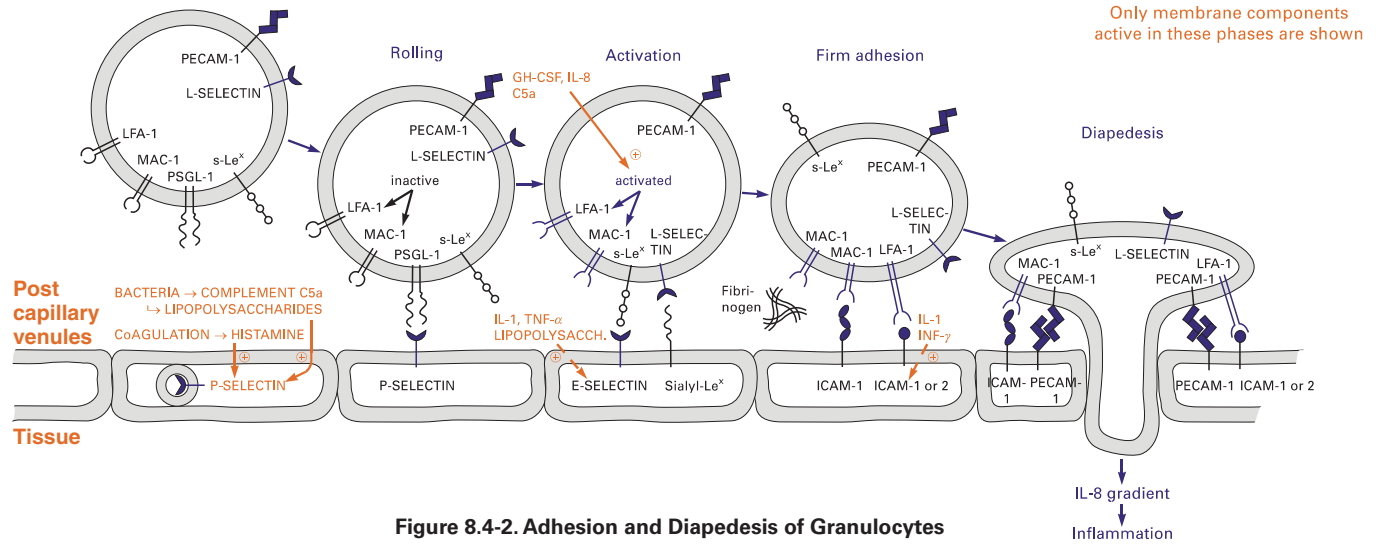 Only membrane components
active in these phases are shown
PECAM-1
L-SELECTIN
LFA-1
MAC-1
PSGL-1
s-Leˣ
Rolling
PECAM-1
L-SELECTIN
inactive
LFA-1
MAC-1
PSGL-1
s-Leˣ
Activation
GH-CSF, IL-8
C5a
PECAM-1
⊕
activated
LFA-1
MAC-1
s-Leˣ
L-SELEC-
TIN
Firm adhesion
s-Leˣ
PECAM-1
L-SELEC-
TIN
MAC-1
MAC-1
LFA-1
Fibri-
nogen
Diapedesis
s-Leˣ
L-SELECTIN
MAC-1
PECAM-1
PECAM-1
LFA-1
Post
capillary
venules
BACTERIA → COMPLEMENT C5a
↳ LIPOPOLYSACCHARIDES
CoAGULATION → HISTAMINE
⊕
⊕
P-SELECTIN
P-SELECTIN
IL-1, TNF-α
LIPOPOLYSACCH.
⊕
E-SELECTIN
Sialyl-Leˣ
IL-1
INF-γ
⊕
ICAM-1
ICAM-1 or 2
ICAM-
1
PECAM-
1
PECAM-1
ICAM-1 or 2
Tissue
IL-8 gradient
Inflammation
Figure 8.4-2. Adhesion and Diapedesis of Granulocytes